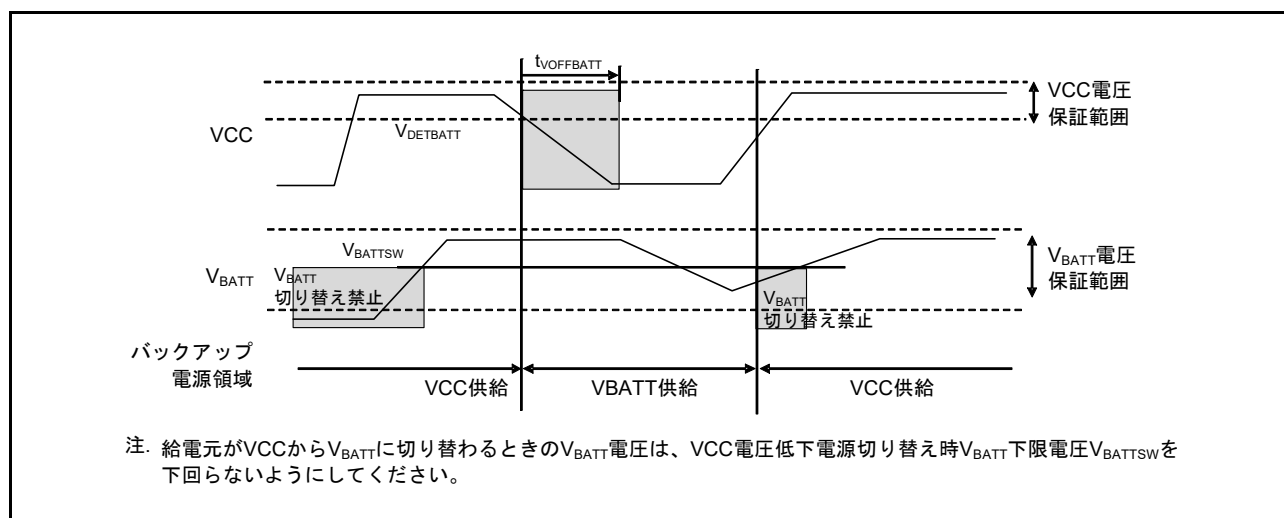 tVOFFBATT
VCC電圧
保証範囲
VCC
VDETBATT
VBATTSW
VBATT
VBATT
切り替え禁止
VBATT電圧
保証範囲
VBATT
切り替え禁止
バックアップ
電源領域
VCC供給
VBATT供給
VCC供給
注. 給電元がVCCからVBATTに切り替わるときのVBATT電圧は、VCC電圧低下電源切り替え時VBATT下限電圧VBATTSWを
下回らないようにしてください。